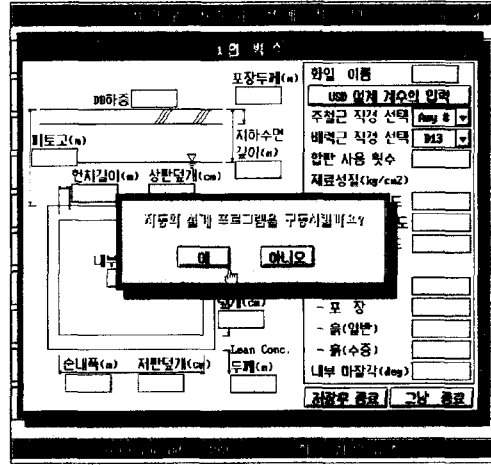 1련 박스
포장두께(m)
DB하중
지하수면
깊이(m)
피토고(m)
헌치길이(m) 상판덮개(cm)
순내폭(m) 저판덮개(cm)
Lean Conc.
두께(m)
화일 이름
USD 설계 계수의 입력
주철근 직경 선택 Any #
배력근 직경 선택 D13
합판 사용 횟수
재료성질(kg/cm2)
자동화 설계 프로그램을 구동시킬까요?
예 아니오
- 포 장
- 흙(일반)
- 흙(수중)
내부 마찰각(deg)
저장후 종료 그냥 종료